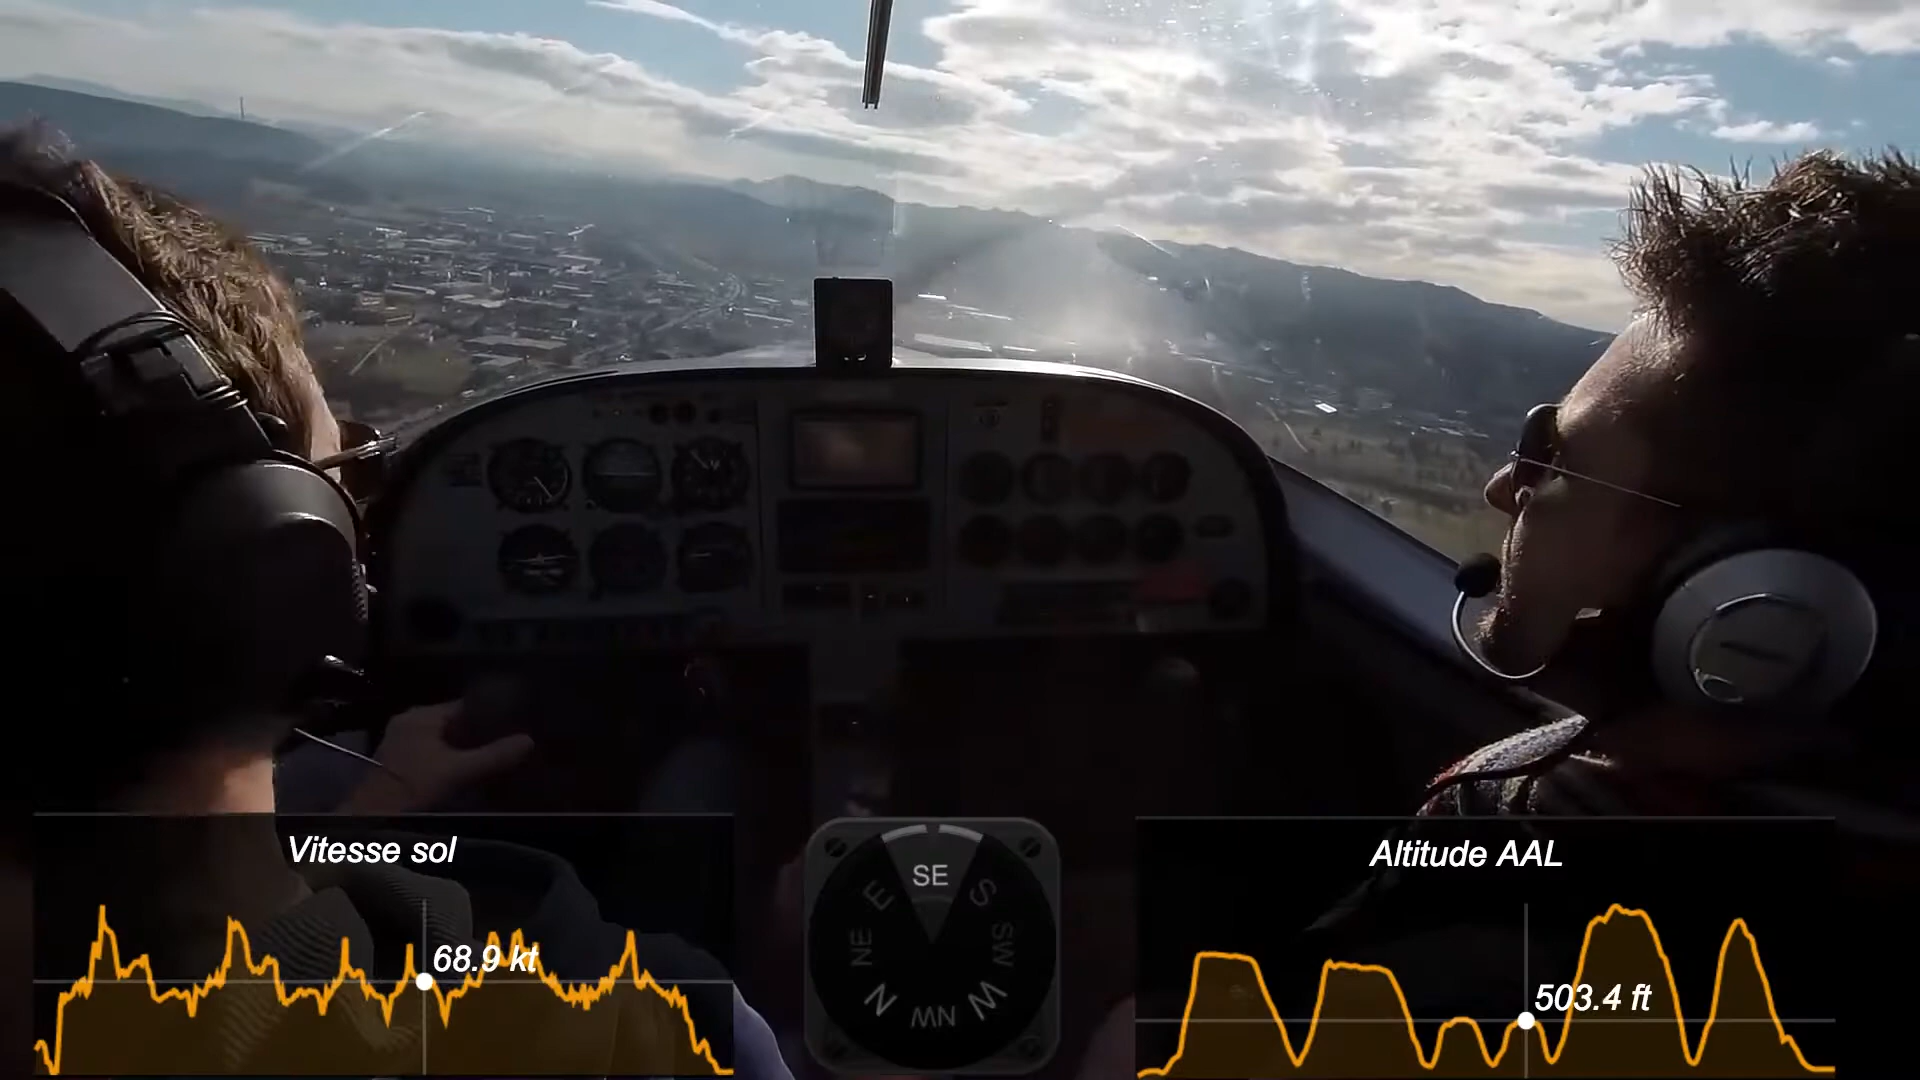 Vitesse sol
68.9 kt
SE
E
S
NE
SW
N
W
NW
Altitude AAL
503.4 ft